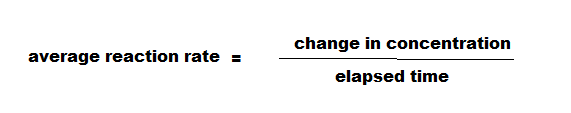 change in concentration
average reaction rate =
elapsed time